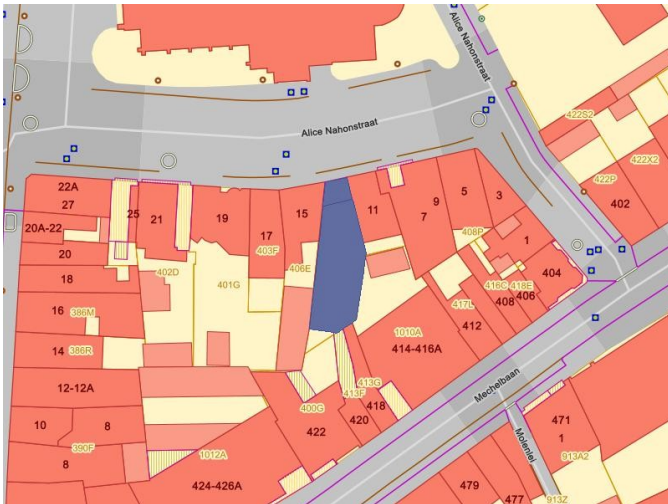 Alice Nahonstraat
Alice Nahonstraat
422S2
422X2
422P
402
22A
27
25
21
19
17
403F
15
11
9
7
5
3
1
20A-22
20
18
402D
401G
406E
408P
404
416C
418E
406
408
417L
412
16
386M
14
386R
1010A
414-416A
12-12A
413G
413F
418
420
400G
422
10
8
390F
8
1012A
424-426A
Mechelbaan
Molenlei
471
1
913A2
479
477
913Z